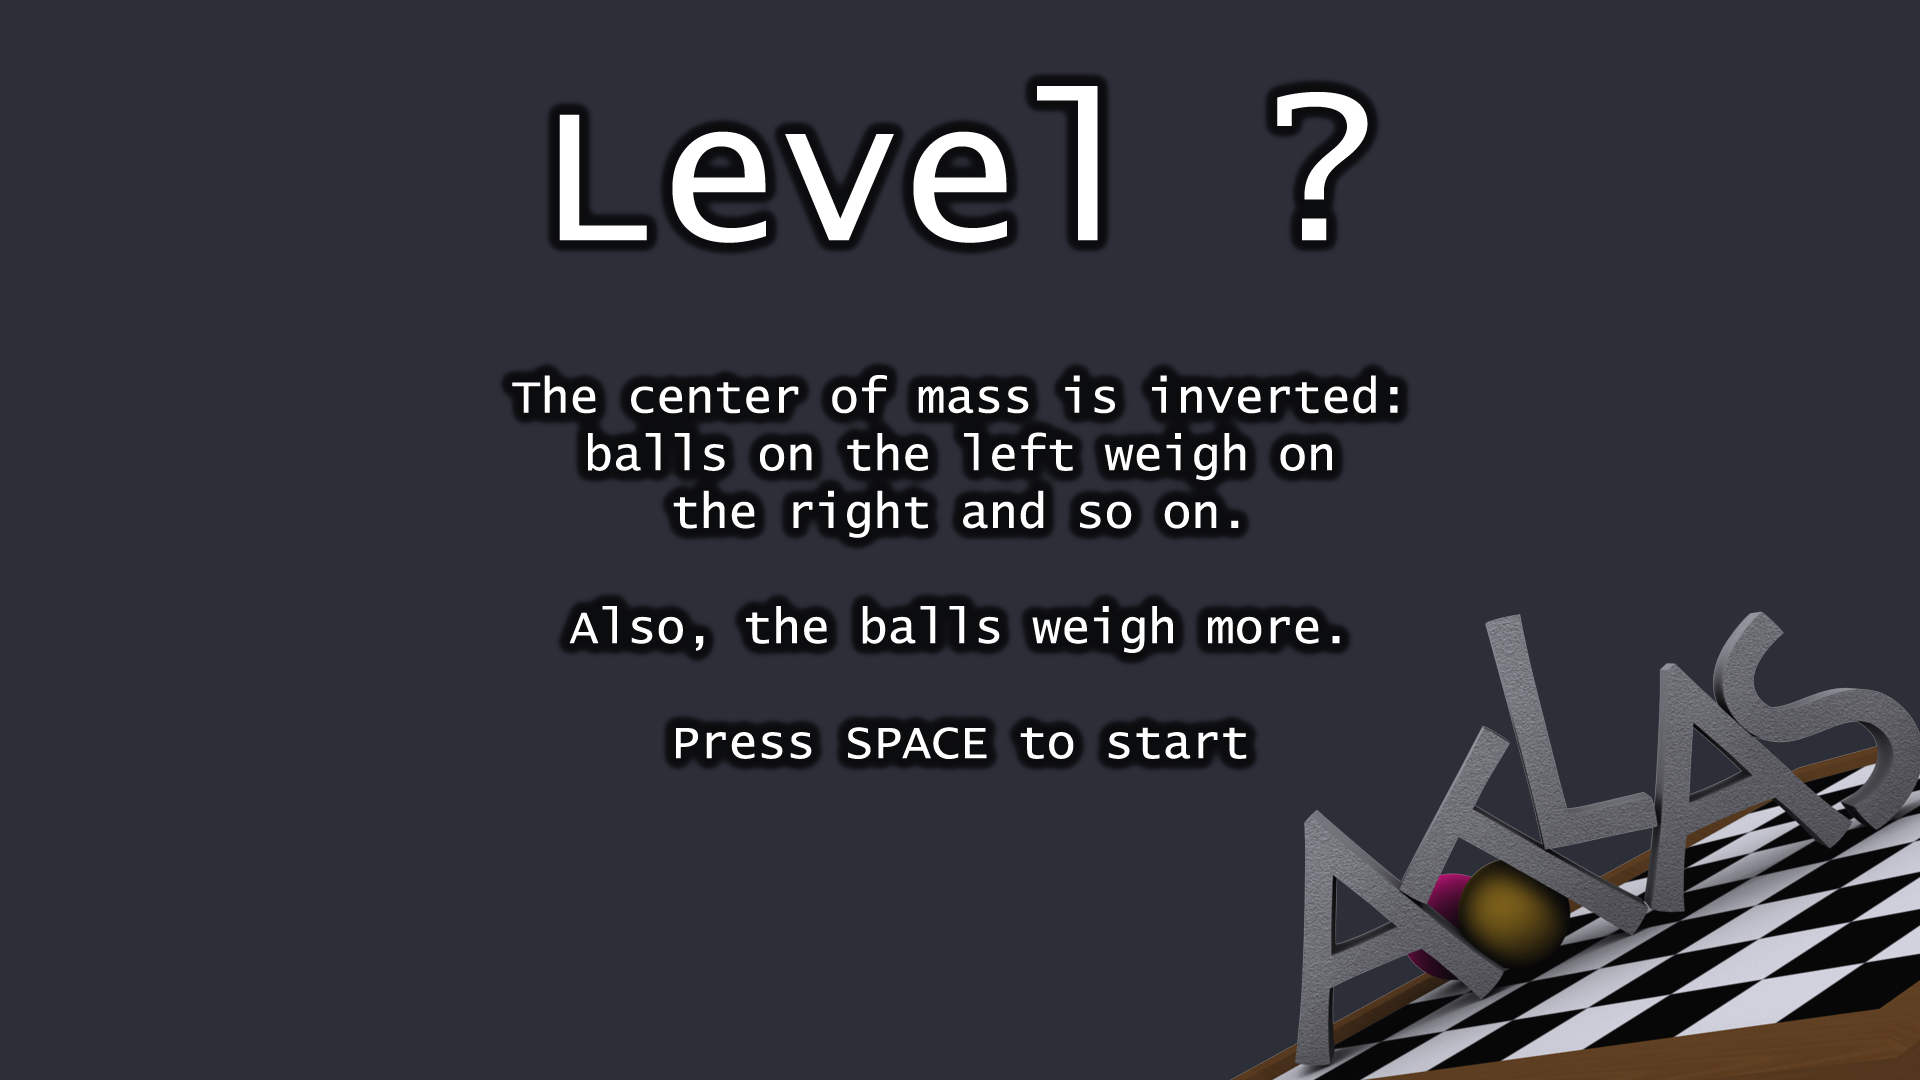 Level ?
The center of mass is inverted:
balls on the left weigh on
the right and so on.
Also, the balls weigh more.
Press SPACE to start
ATLAS